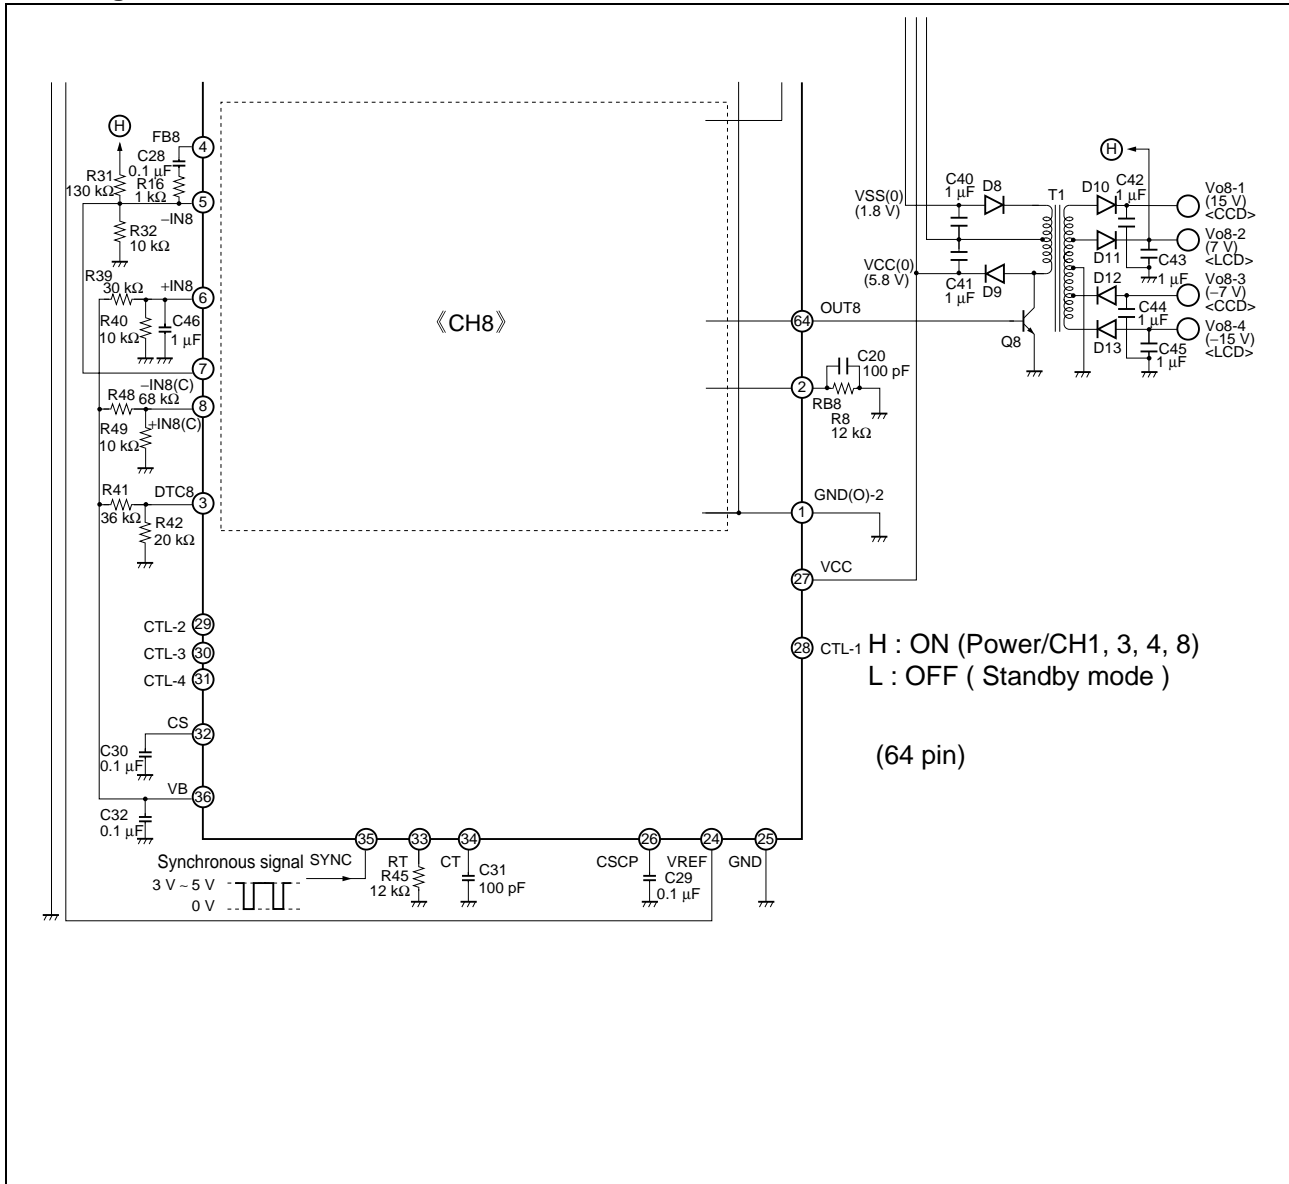 H
FB8
4
C28
0.1 µF
R31
130 kΩ
R16
1 kΩ
5
–IN8
R32
10 kΩ
R39
30 kΩ
+IN8
6
R40
10 kΩ
C46
1 µF
7
–IN8(C)
R48
68 kΩ
8
+IN8(C)
R49
10 kΩ
R41
36 kΩ
DTC8
3
R42
20 kΩ
CTL-2
29
CTL-3
30
CTL-4
31
CS
32
C30
0.1 µF
VB
36
C32
0.1 µF
《CH8》
Synchronous signal
SYNC
3 V ~ 5 V
0 V
35
33
34
26
24
25
RT
R45
12 kΩ
CT
C31
100 pF
CSCP
VREF
GND
C29
0.1 µF
64
OUT8
2
RB8
C20
100 pF
R8
12 kΩ
1
GND(O)-2
27
VCC
28
CTL-1
H : ON (Power/CH1, 3, 4, 8)
L : OFF ( Standby mode )
(64 pin)
VSS(0)
(1.8 V)
VCC(0)
(5.8 V)
C40
1 µF
D8
C41
1 µF
D9
T1
Q8
H
D10
C42
1 µF
D11
C43
1 µF
D12
C44
1 µF
D13
C45
1 µF
Vo8-1
(15 V)
<CCD>
Vo8-2
(7 V)
<LCD>
Vo8-3
(–7 V)
<CCD>
Vo8-4
(–15 V)
<LCD>